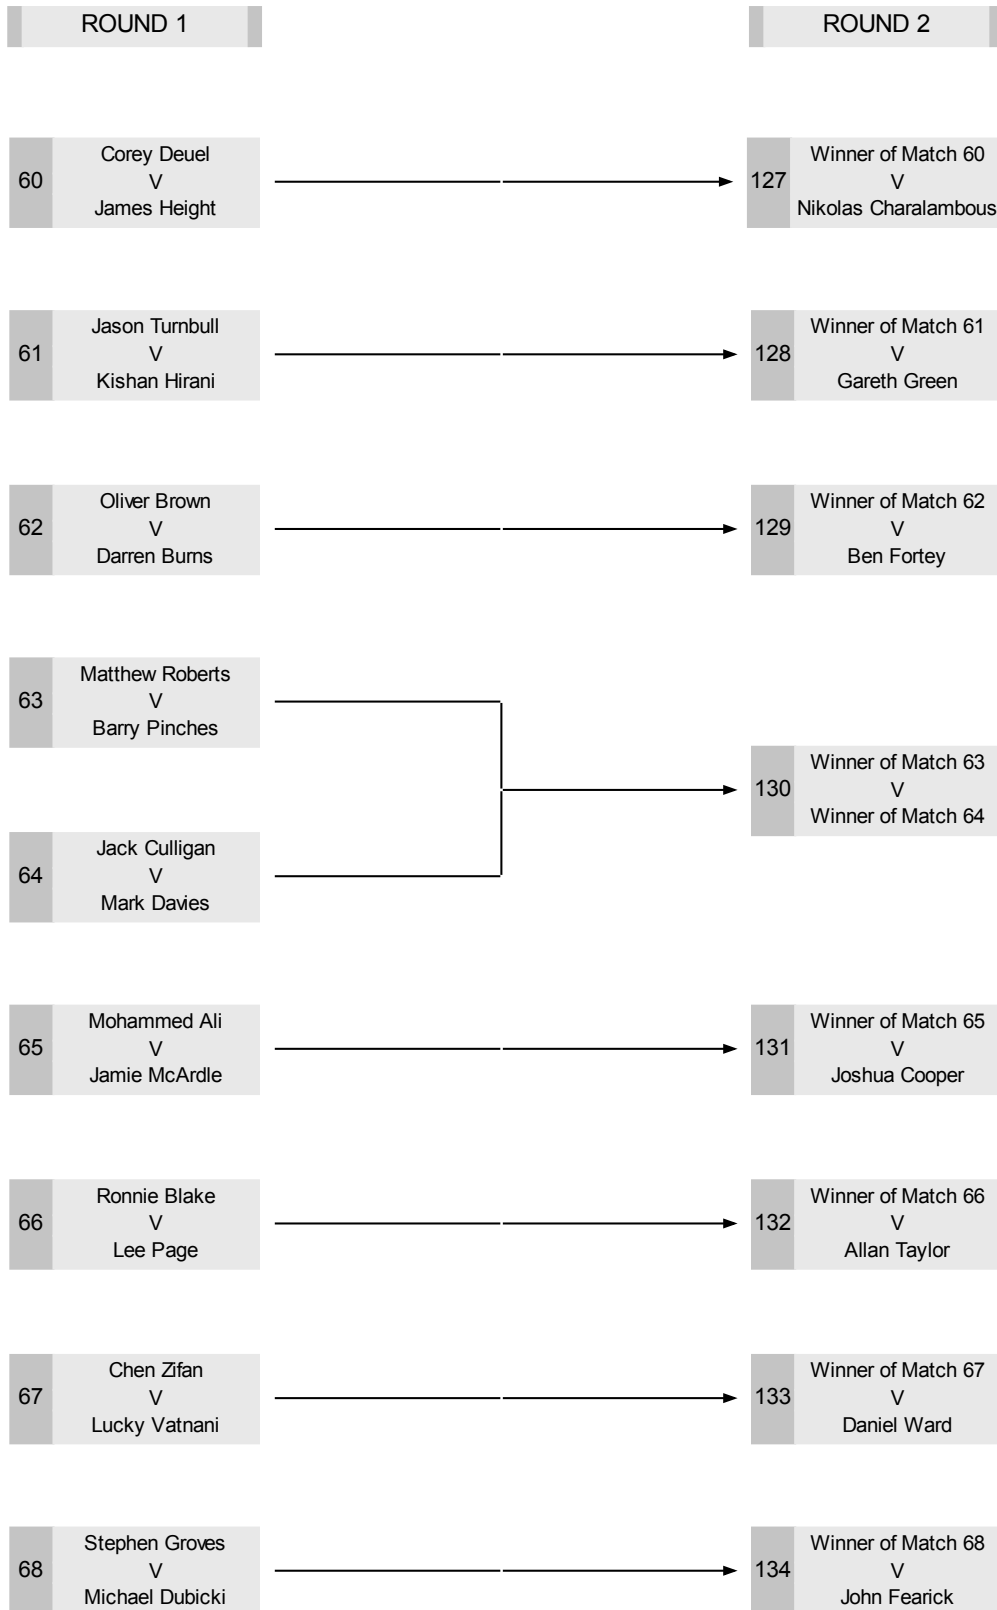 ROUND 1
ROUND 2
60
Corey Deuel
V
James Height
127
Winner of Match 60
V
Nikolas Charalambous
61
Jason Turnbull
V
Kishan Hirani
128
Winner of Match 61
V
Gareth Green
62
Oliver Brown
V
Darren Burns
129
Winner of Match 62
V
Ben Fortey
63
Matthew Roberts
V
Barry Pinches
130
Winner of Match 63
V
Winner of Match 64
64
Jack Culligan
V
Mark Davies
65
Mohammed Ali
V
Jamie McArdle
131
Winner of Match 65
V
Joshua Cooper
66
Ronnie Blake
V
Lee Page
132
Winner of Match 66
V
Allan Taylor
67
Chen Zifan
V
Lucky Vatnani
133
Winner of Match 67
V
Daniel Ward
68
Stephen Groves
V
Michael Dubicki
134
Winner of Match 68
V
John Fearick